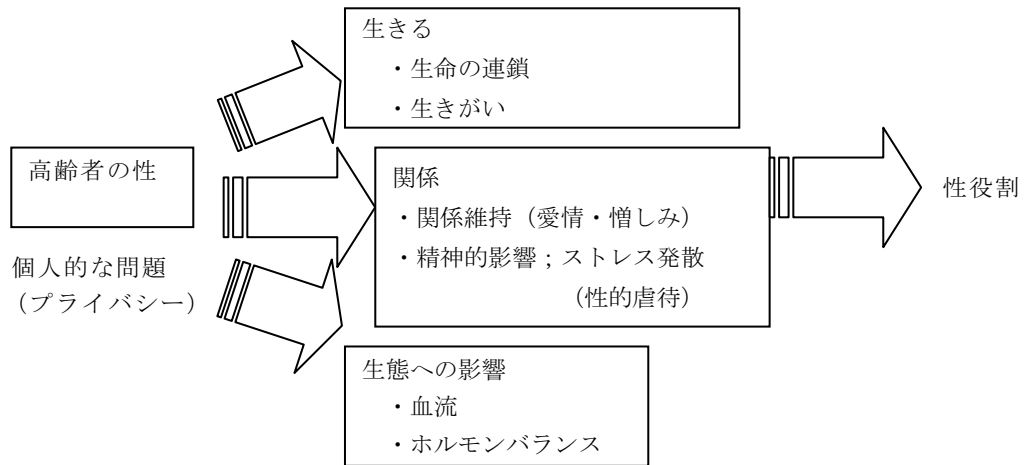 生きる
・生命の連鎖
・生きがい
高齢者の性
個人的な問題
（プライバシー）
関係
・関係維持（愛情・憎しみ）
・精神的影響；ストレス発散
（性的虐待）
性役割
生態への影響
・血流
・ホルモンバランス